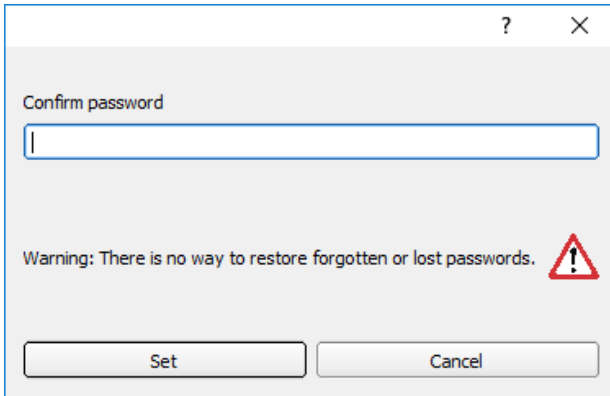 ?
Confirm password
Warning: There is no way to restore forgotten or lost passwords.
Set Cancel